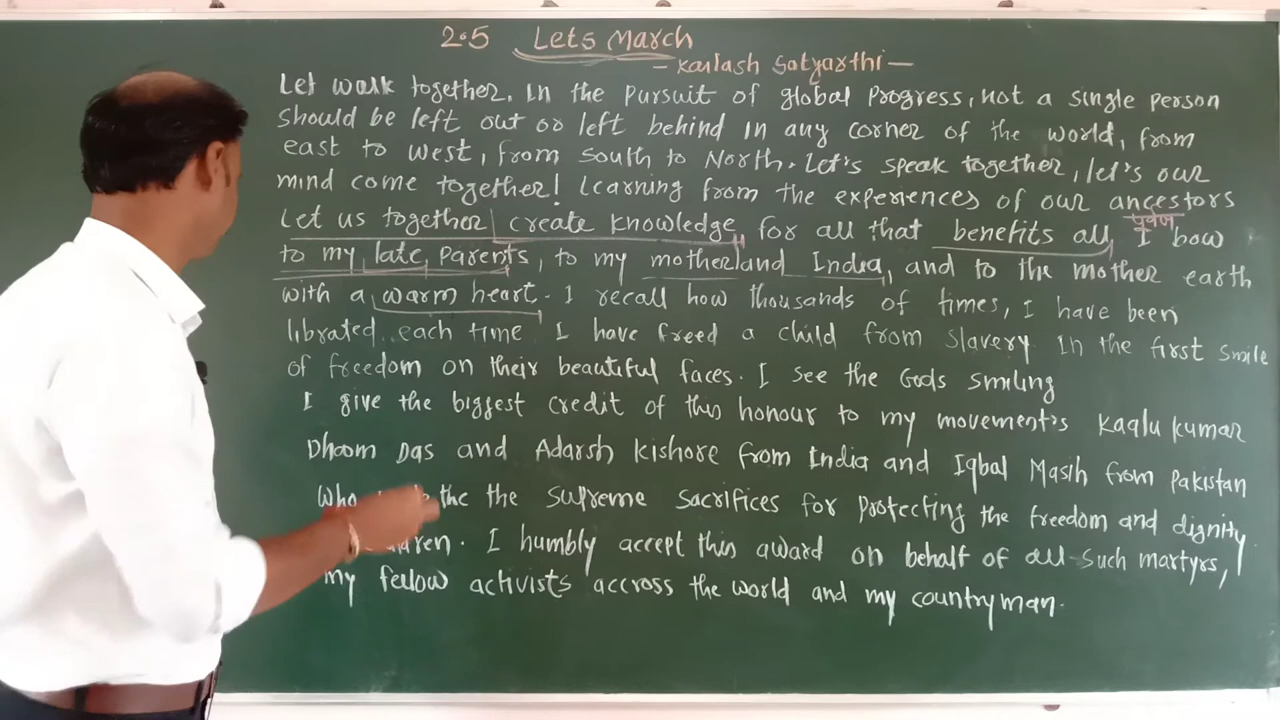 2.5 Lets March
- Kailash Satyarthi -
Let walk together. In the pursuit of global Progress, not a single person
should be left out or left behind in any corner of the world, from
east to west, from south to North. Let's speak together, let's our
mind come together! Learning from the experiences of our ancestors
Let us together create knowledge for all that benefits all, I bow
पूर्वज
to my late parents, to my motherland India, and to the mother earth
with a warm heart. I recall how thousands of times, I have been
librated each time I have freed a child from slavery. In the first smile
of freedom on their beautiful faces. I see the Gods smiling
I give the biggest credit of this honour to my movement's Kaalu kumar
Dhoom Das and Adarsh Kishore from India and Iqbal Masih from Pakistan
Who the the supreme sacrifices for protecting the freedom and dignity
I humbly accept this award on behalf of all such martyrs,
my fellow activists accross the world and my countryman.